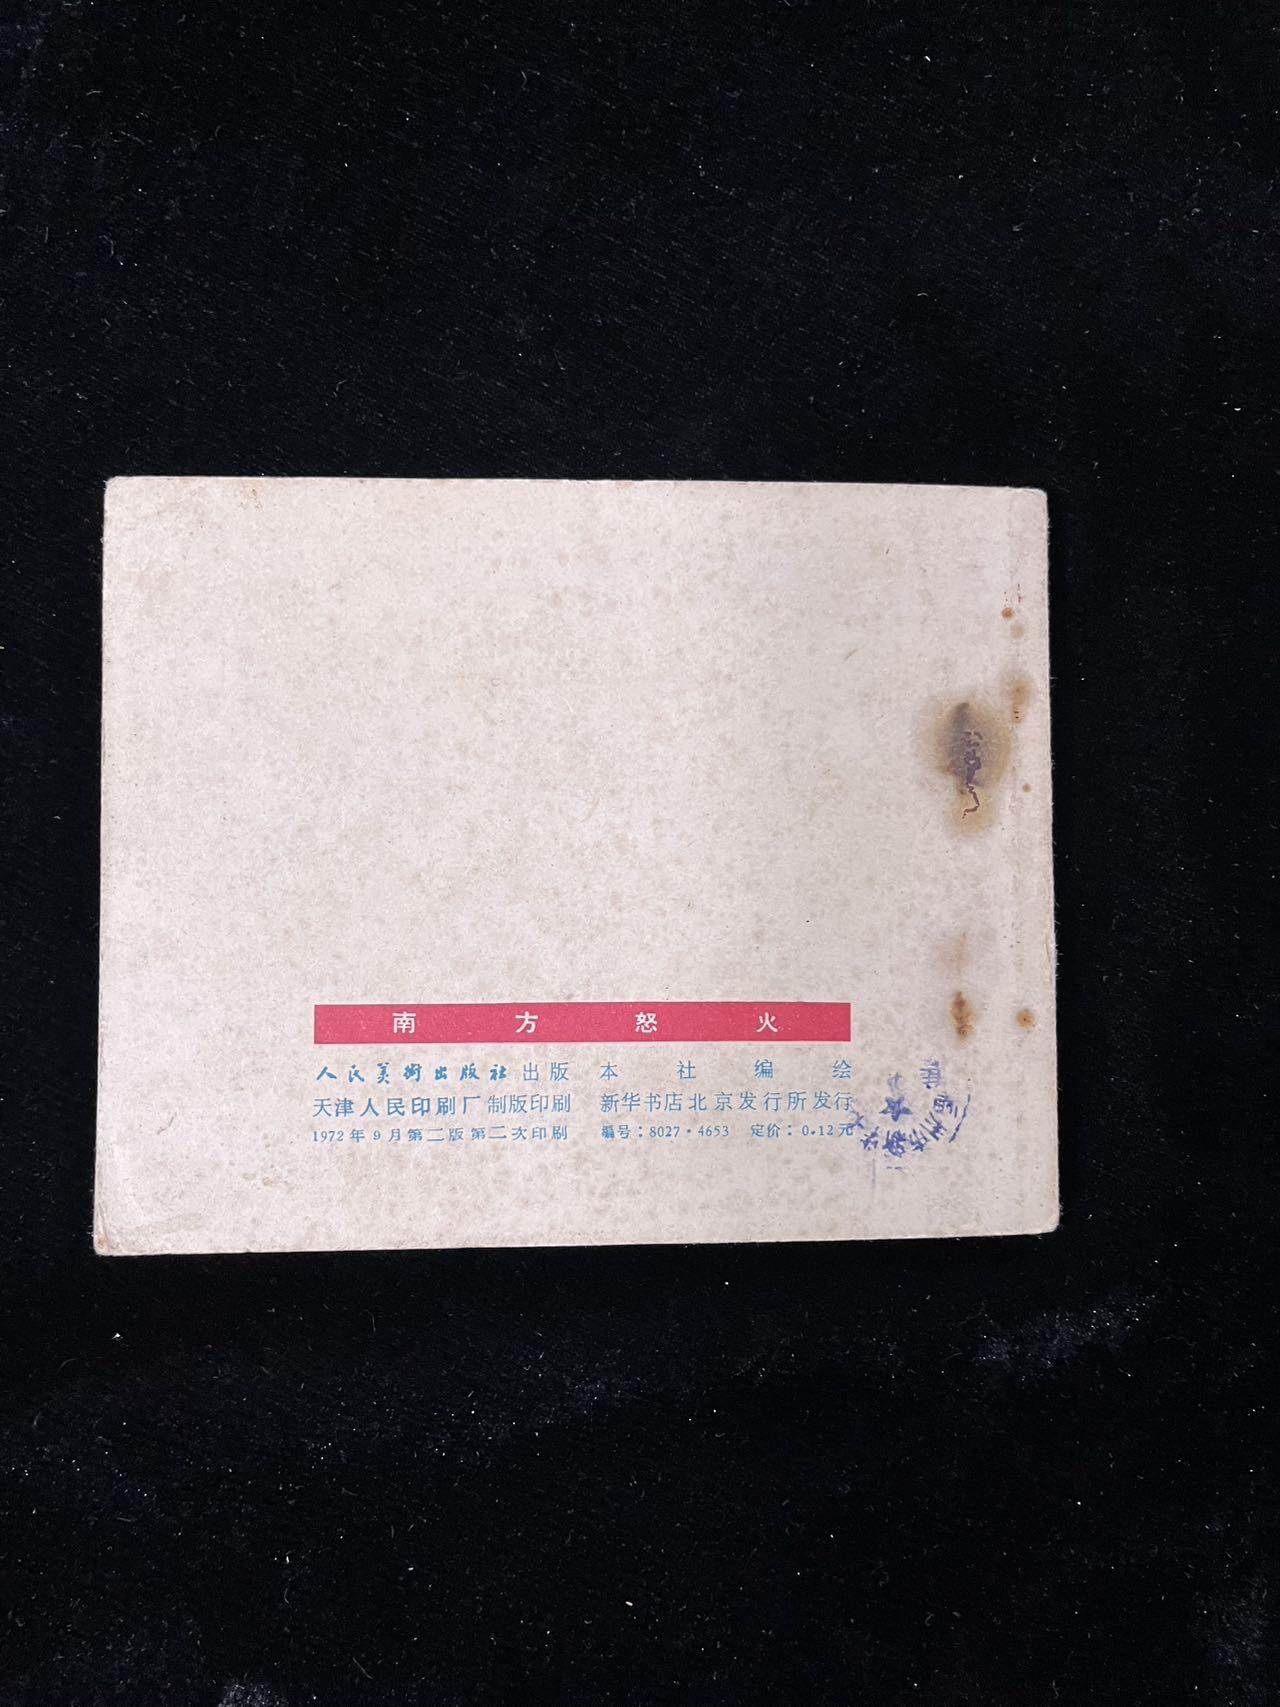 南方怒火
人民美術出版社出版 本社编绘
天津人民印刷厂制版印刷 新华书店北京发行所发行
1972年9月第二版第二次印刷 编号：8027·4653 定价：0.12元